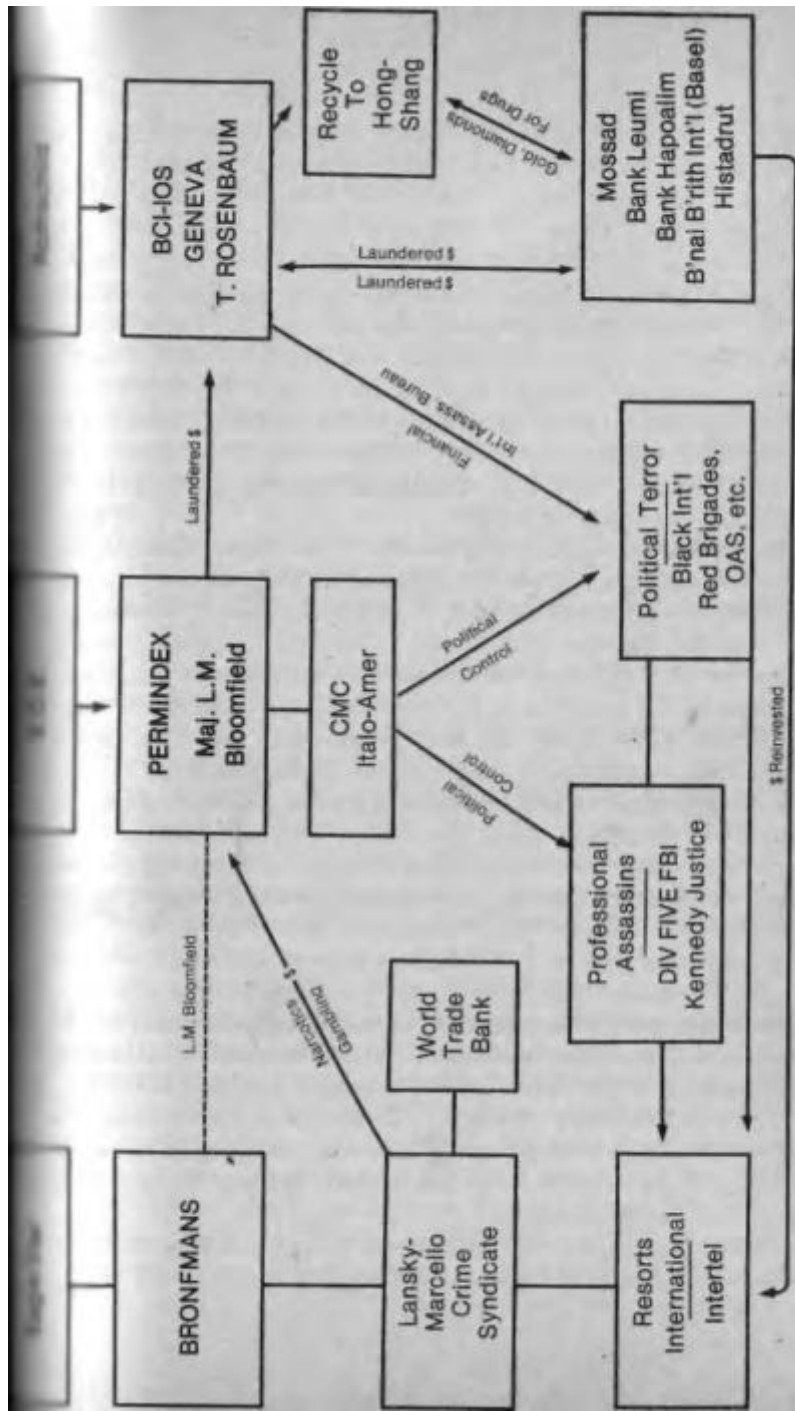 BRONFMANS
L.M. Bloomfield
PERMINDEX
Maj. L.M.
Bloomfield
Laundered $
BCI-IOS
GENEVA
T. ROSENBAUM
Narcotics $
Gambling
CMC
Italo-Amer
Recycle
To
Hong-
Shang
Lansky-
Marcello
Crime
Syndicate
World
Trade
Bank
Political
Control
Political
Control
Financial
Int'l Assass. Bureau
Laundered $
Laundered $
Gold, Diamonds
For Drugs
Resorts
International
Intertel
Professional
Assassins
DIV FIVE FBI
Kennedy Justice
Political Terror
Black Int'l
Red Brigades,
OAS, etc.
Mossad
Bank Leumi
Bank Hapoalim
B'nai B'rith Int'l (Basel)
Histadrut
$ Reinvested